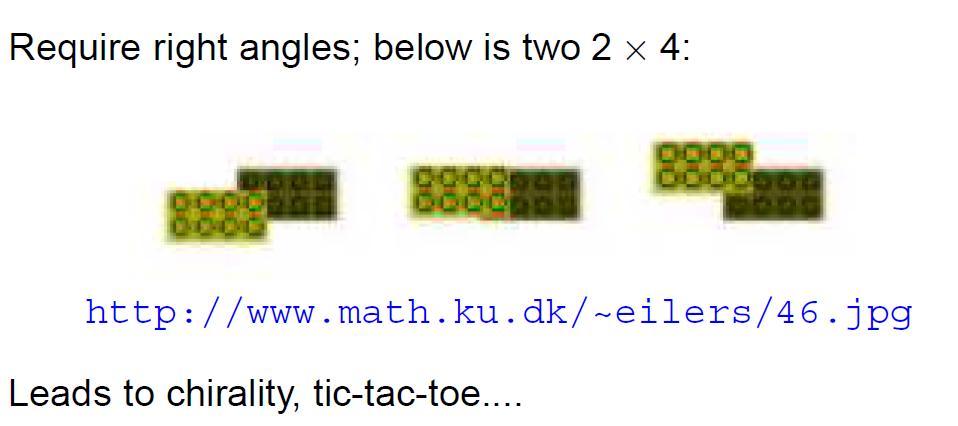 Require right angles; below is two 2 × 4:
http://www.math.ku.dk/~eilers/46.jpg
Leads to chirality, tic-tac-toe....